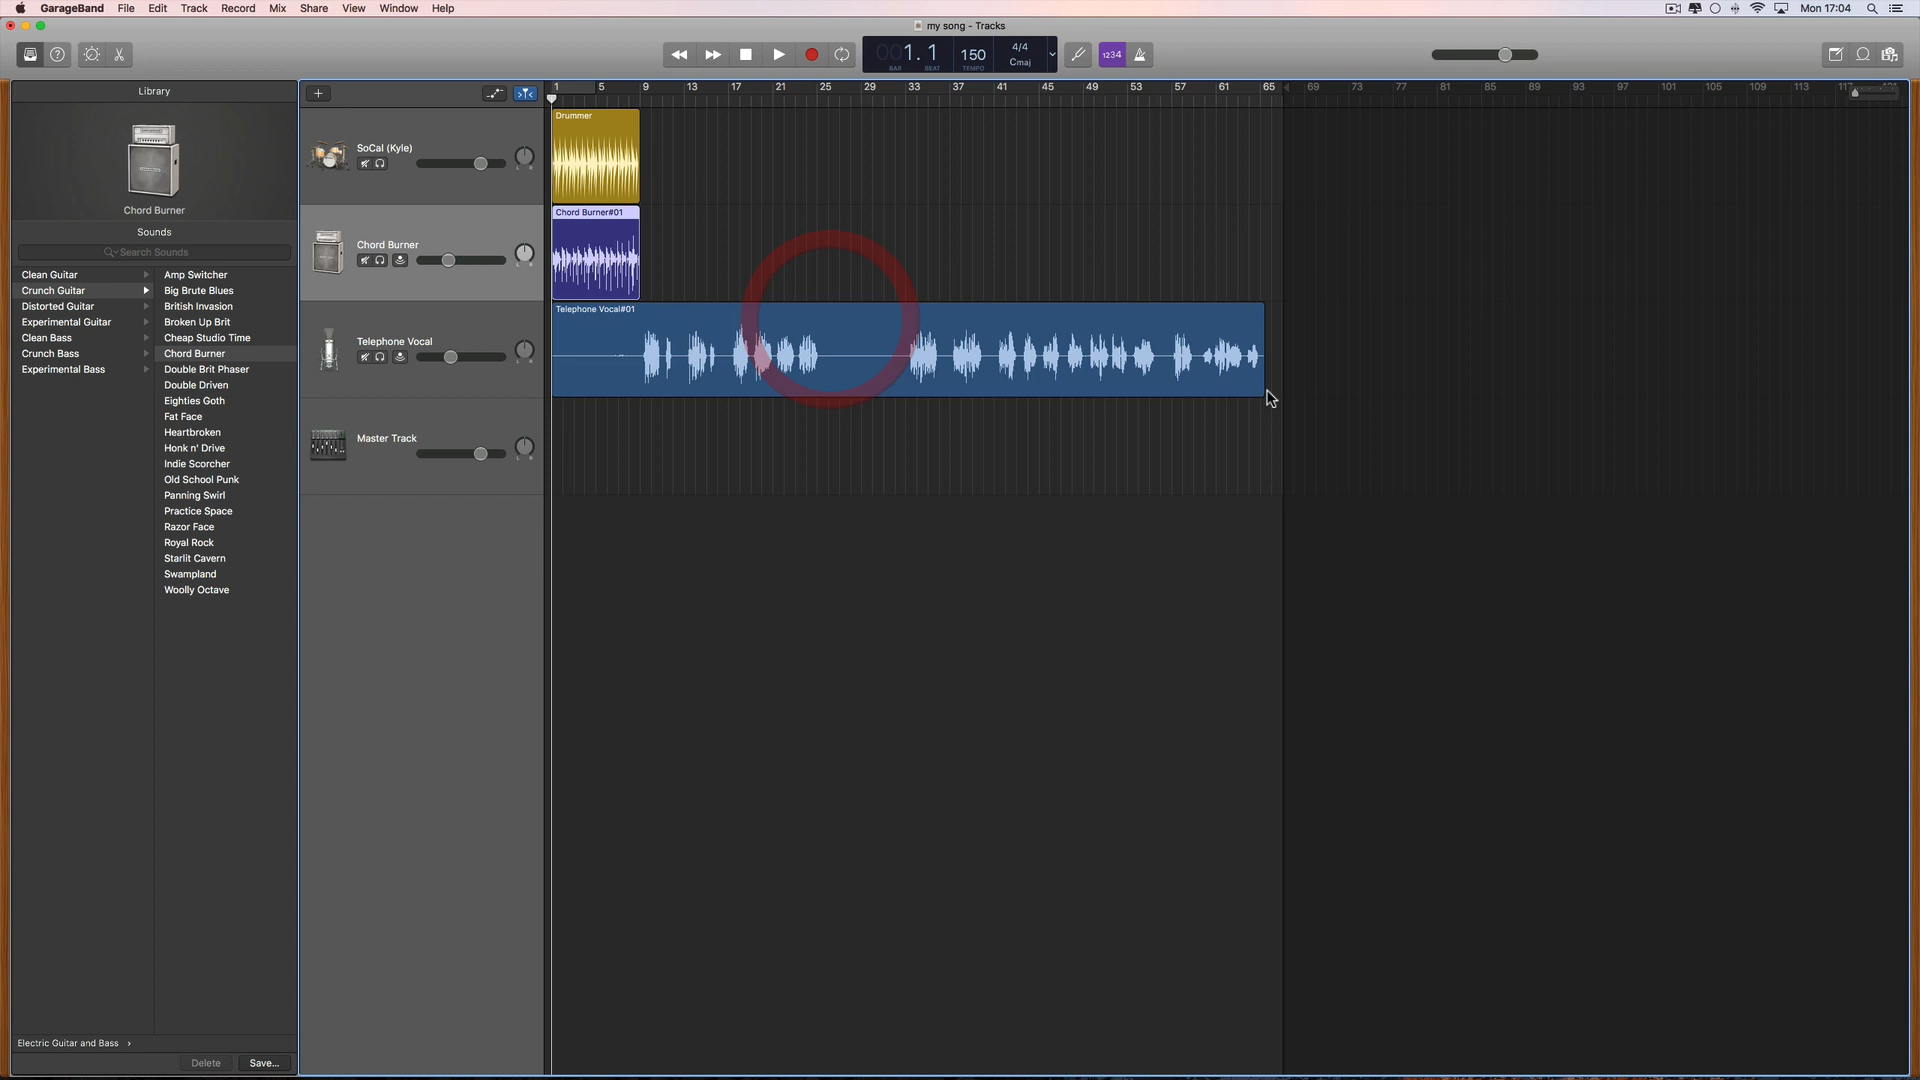 GarageBand File Edit Track Record Mix Share View Window Help Mon 17:04
my song - Tracks
1.1 150 4/4 Cmaj 1234
BAR BEAT TEMPO
Library
1 5 9 13 17 21 25 29 33 37 41 45 49 53 57 61 65 69 73 77 81 85 89 93 97 101 105 109 113
Drummer
SoCal (Kyle)
L R
Chord Burner
Chord Burner#01
Sounds
Chord Burner
Search Sounds
L R
Clean Guitar Amp Switcher
Crunch Guitar Big Brute Blues
Distorted Guitar British Invasion
Telephone Vocal#01
Experimental Guitar Broken Up Brit
Clean Bass Cheap Studio Time
Telephone Vocal
Crunch Bass Chord Burner
L R
Experimental Bass Double Brit Phaser
Double Driven
Eighties Goth
Fat Face
Heartbroken
Master Track
Honk n' Drive
L R
Indie Scorcher
Old School Punk
Panning Swirl
Practice Space
Razor Face
Royal Rock
Starlit Cavern
Swampland
Woolly Octave
Electric Guitar and Bass
Delete Save...